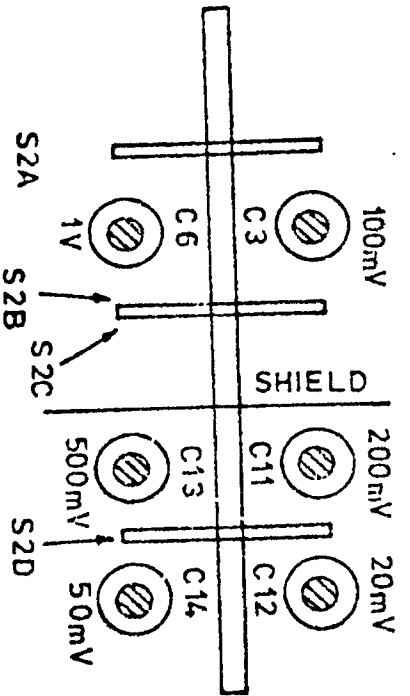 100mV
200mV
20mV
SHIELD
C3
C11
C12
C6
C13
C14
1V
500mV
50mV
S2A
S2B
S2C
S2D